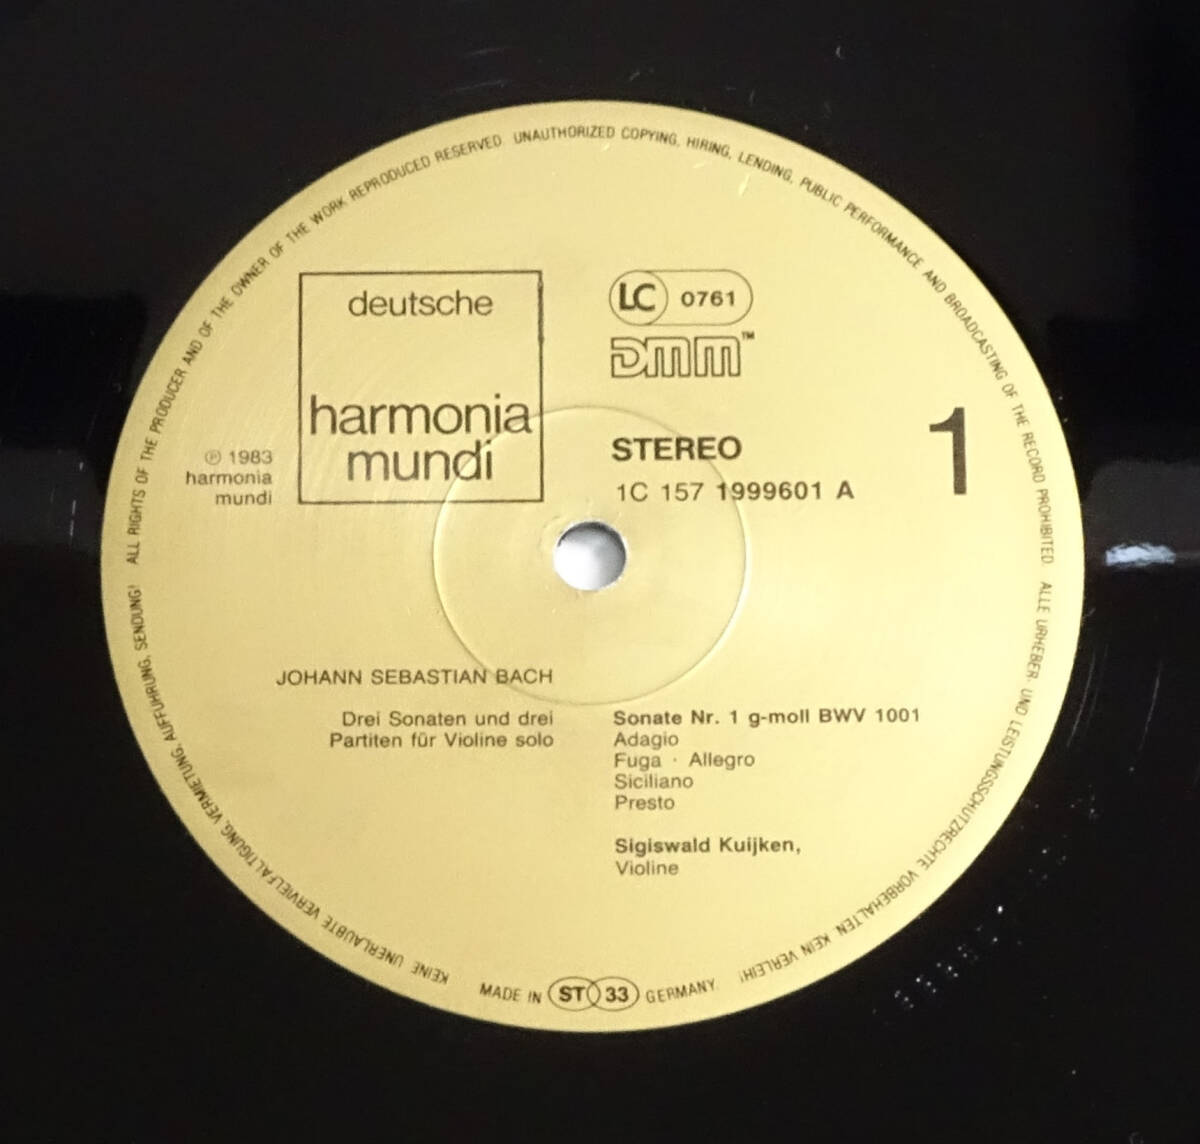 ALL RIGHTS OF THE PRODUCER AND OF THE OWNER OF THE WORK REPRODUCED RESERVED. UNAUTHORIZED COPYING, HIRING, LENDING, PUBLIC PERFORMANCE AND BROADCASTING OF THE RECORD PROHIBITED.
ALLE URHEBER- UND LEISTUNGSSCHUTZRECHTE VORBEHALTEN. KEIN VERLEIH!
KEINE UNERLAUBTE VERVIELFÄLTIGUNG, VERMIETUNG, AUFFÜHRUNG, SENDUNG!
deutsche
harmonia
mundi
℗ 1983
harmonia
mundi
LC 0761
DMM™
STEREO
1C 157 1999601 A
1
JOHANN SEBASTIAN BACH
Drei Sonaten und drei
Partiten für Violine solo
Sonate Nr. 1 g-moll BWV 1001
Adagio
Fuga · Allegro
Siciliano
Presto
Sigiswald Kuijken,
Violine
MADE IN ST 33 GERMANY.